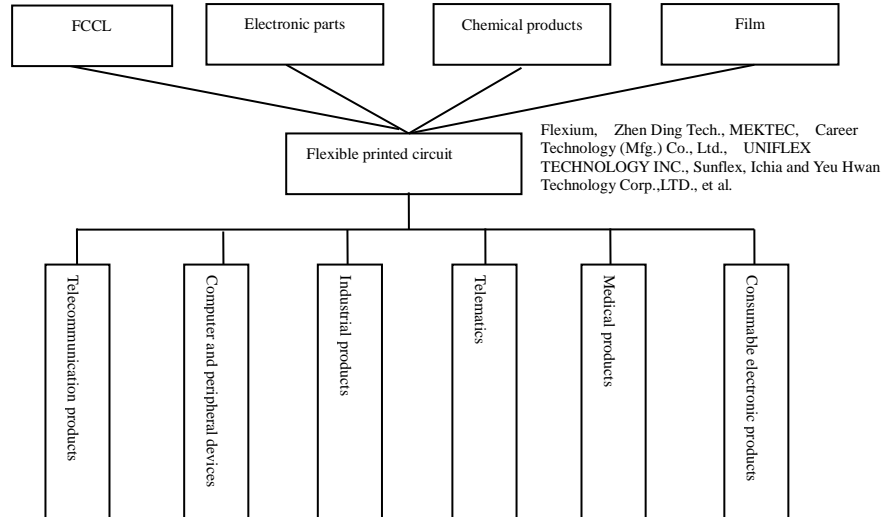 FCCL
Electronic parts
Chemical products
Film
Flexible printed circuit
Flexium, Zhen Ding Tech., MEKTEC, Career
Technology (Mfg.) Co., Ltd., UNIFLEX
TECHNOLOGY INC., Sunflex, Ichia and Yeu Hwan
Technology Corp.,LTD., et al.
Telecommunication products
Computer and peripheral devices
Industrial products
Telematics
Medical products
Consumable electronic products